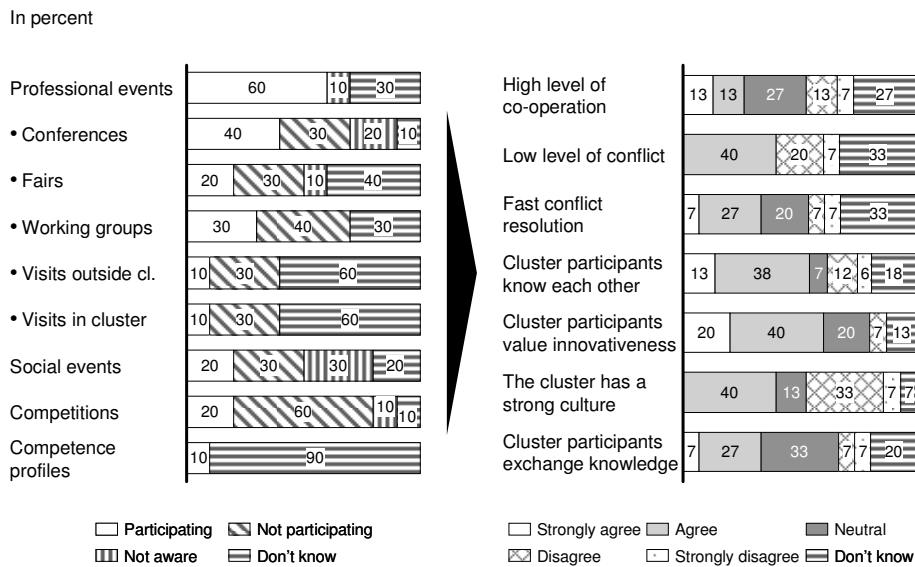 In percent
Professional events
60 10 30
• Conferences
40 30 20 10
• Fairs
20 30 10 40
• Working groups
30 40 30
• Visits outside cl.
10 30 60
• Visits in cluster
10 30 60
Social events
20 30 30 20
Competitions
20 60 10 10
Competence
profiles
10 90
Participating Not participating
Not aware Don't know
High level of
co-operation
13 13 27 13 7 27
Low level of conflict
40 20 7 33
Fast conflict
resolution
7 27 20 7 7 33
Cluster participants
know each other
13 38 7 12 6 18
Cluster participants
value innovativeness
20 40 20 7 13
The cluster has a
strong culture
40 13 33 7 7
Cluster participants
exchange knowledge
7 27 33 7 7 20
Strongly agree Agree Neutral
Disagree Strongly disagree Don't know